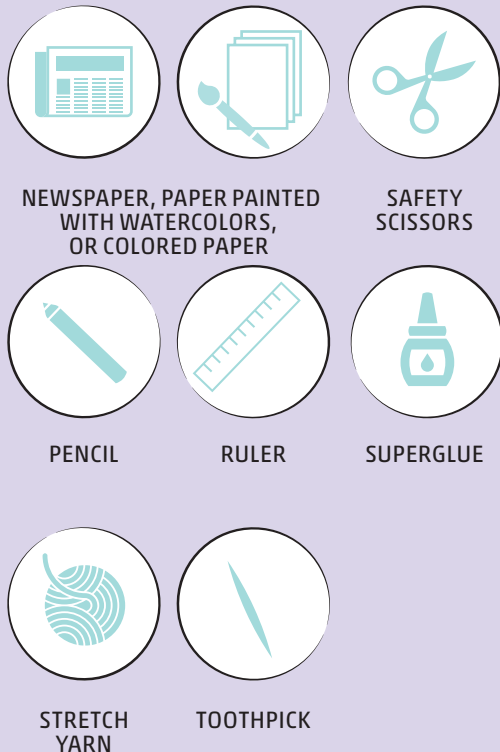 NEWSPAPER, PAPER PAINTED
WITH WATERCOLORS,
OR COLORED PAPER
SAFETY
SCISSORS
PENCIL
RULER
SUPERGLUE
STRETCH
YARN
TOOTHPICK